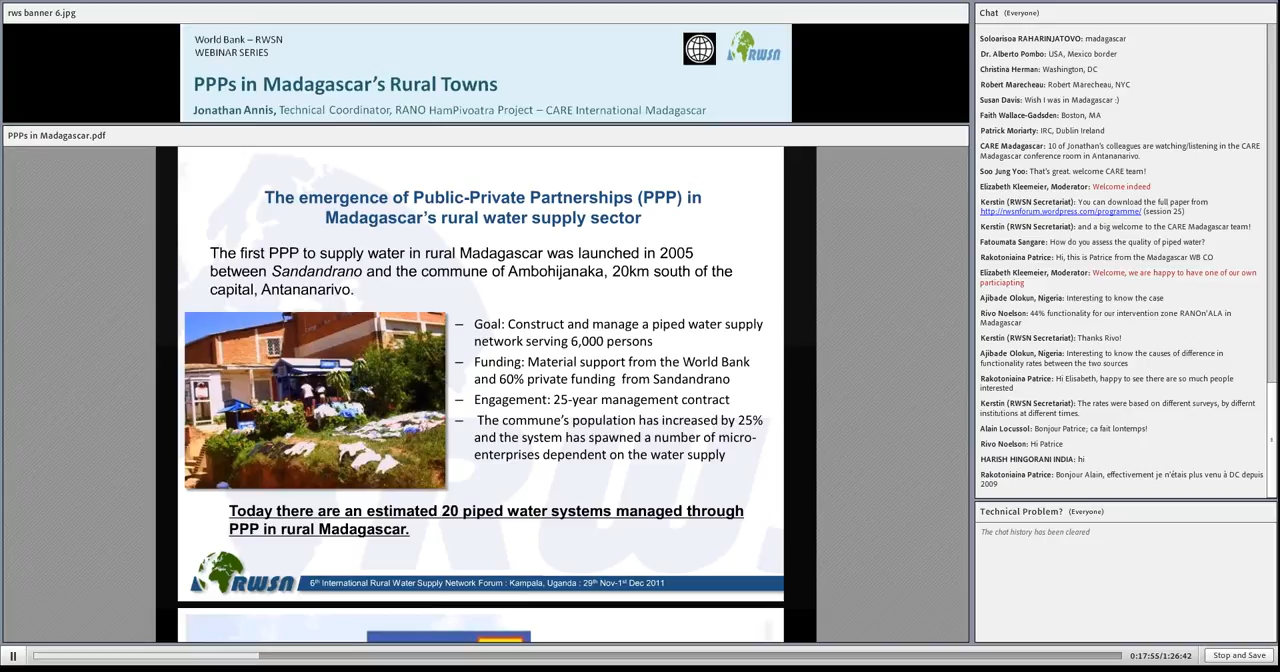 rws banner 6.jpg
World Bank – RWSN
WEBINAR SERIES
RWSN
PPPs in Madagascar's Rural Towns
Jonathan Annis, Technical Coordinator, RANO HamPivoatra Project – CARE International Madagascar
PPPs in Madagascar.pdf
The emergence of Public-Private Partnerships (PPP) in
Madagascar's rural water supply sector
The first PPP to supply water in rural Madagascar was launched in 2005
between Sandandrano and the commune of Ambohijanaka, 20km south of the
capital, Antananarivo.
– Goal: Construct and manage a piped water supply
network serving 6,000 persons
– Funding: Material support from the World Bank
and 60% private funding from Sandandrano
– Engagement: 25-year management contract
– The commune's population has increased by 25%
and the system has spawned a number of micro-
enterprises dependent on the water supply
Today there are an estimated 20 piped water systems managed through
PPP in rural Madagascar.
RWSN
6th International Rural Water Supply Network Forum : Kampala, Uganda : 29th Nov-1st Dec 2011
Chat (Everyone)
Soloarisoa RAHARINJATOVO: madagascar
Dr. Alberto Pombo: USA, Mexico border
Christina Herman: Washington, DC
Robert Marecheau: Robert Marecheau, NYC
Susan Davis: Wish I was in Madagascar :)
Faith Wallace-Gadsden: Boston, MA
Patrick Moriarty: IRC, Dublin Ireland
CARE Madagascar: 10 of Jonathan's colleagues are watching/listening in the CARE
Madagascar conference room in Antananarivo.
Soo Jung Yoo: That's great. welcome CARE team!
Elizabeth Kleemeier, Moderator: Welcome indeed
Kerstin (RWSN Secretariat): You can download the full paper from
http://rwsnforum.wordpress.com/programme/ (session 25)
Kerstin (RWSN Secretariat): and a big welcome to the CARE Madagascar team!
Fatoumata Sangare: How do you assess the quality of piped water?
Rakotoniaina Patrice: Hi, this is Patrice from the Madagascar WB CO
Elizabeth Kleemeier, Moderator: Welcome, we are happy to have one of our own
particiapting
Ajibade Olokun, Nigeria: Interesting to know the case
Rivo Noelson: 44% functionality for our intervention zone RANOn'ALA in
Madagascar
Kerstin (RWSN Secretariat): Thanks Rivo!
Ajibade Olokun, Nigeria: Interesting to know the causes of difference in
functionality rates between the two sources
Rakotoniaina Patrice: Hi Elisabeth, happy to see there are so much people
interested
Kerstin (RWSN Secretariat): The rates were based on different surveys, by differnt
institutions at different times.
Alain Locussol: Bonjour Patrice; ca fait lontemps!
Rivo Noelson: Hi Patrice
HARISH HINGORANI INDIA: hi
Rakotoniaina Patrice: Bonjour Alain, effectivement je n'étais plus venu à DC depuis
2009
Technical Problem? (Everyone)
The chat history has been cleared
0:17:55/1:26:42
Stop and Save